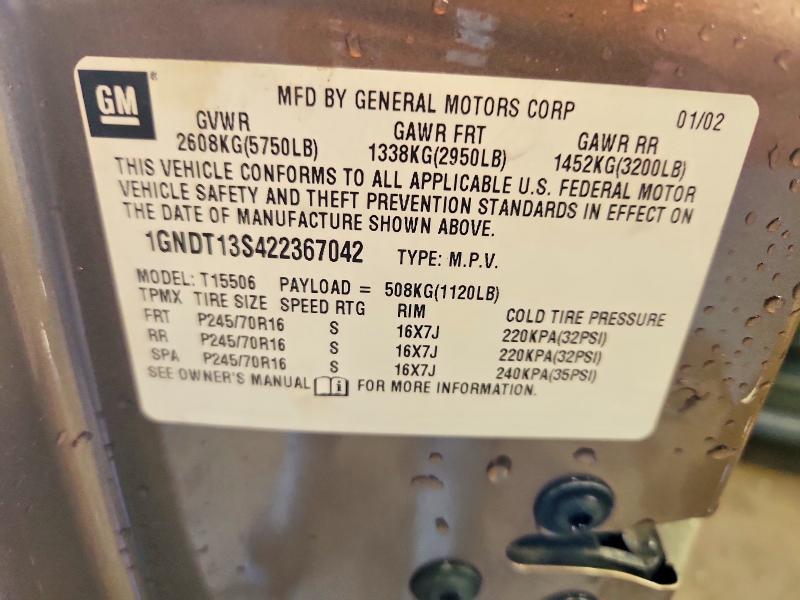 GM ®
MFD BY GENERAL MOTORS CORP 01/02
GVWR GAWR FRT GAWR RR
2608KG(5750LB) 1338KG(2950LB) 1452KG(3200LB)
THIS VEHICLE CONFORMS TO ALL APPLICABLE U.S. FEDERAL MOTOR
VEHICLE SAFETY AND THEFT PREVENTION STANDARDS IN EFFECT ON
THE DATE OF MANUFACTURE SHOWN ABOVE.
1GNDT13S422367042 TYPE: M.P.V.
MODEL: T15506 PAYLOAD = 508KG(1120LB)
TPMX TIRE SIZE SPEED RTG RIM COLD TIRE PRESSURE
FRT P245/70R16 S 16X7J 220KPA(32PSI)
RR P245/70R16 S 16X7J 220KPA(32PSI)
SPA P245/70R16 S 16X7J 240KPA(35PSI)
SEE OWNER'S MANUAL i FOR MORE INFORMATION.